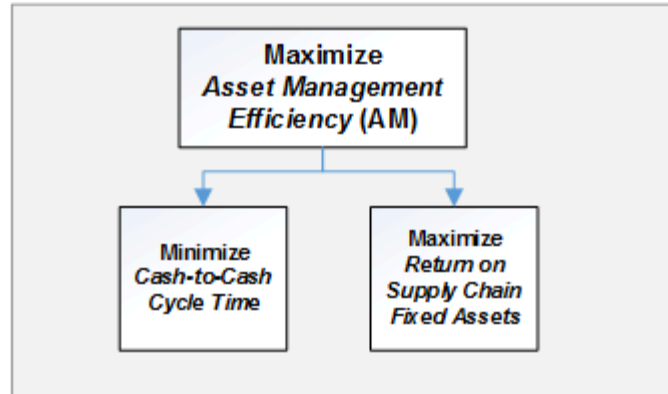 Maximize
Asset Management
Efficiency (AM)
Minimize
Cash-to-Cash
Cycle Time
Maximize
Return on
Supply Chain
Fixed Assets